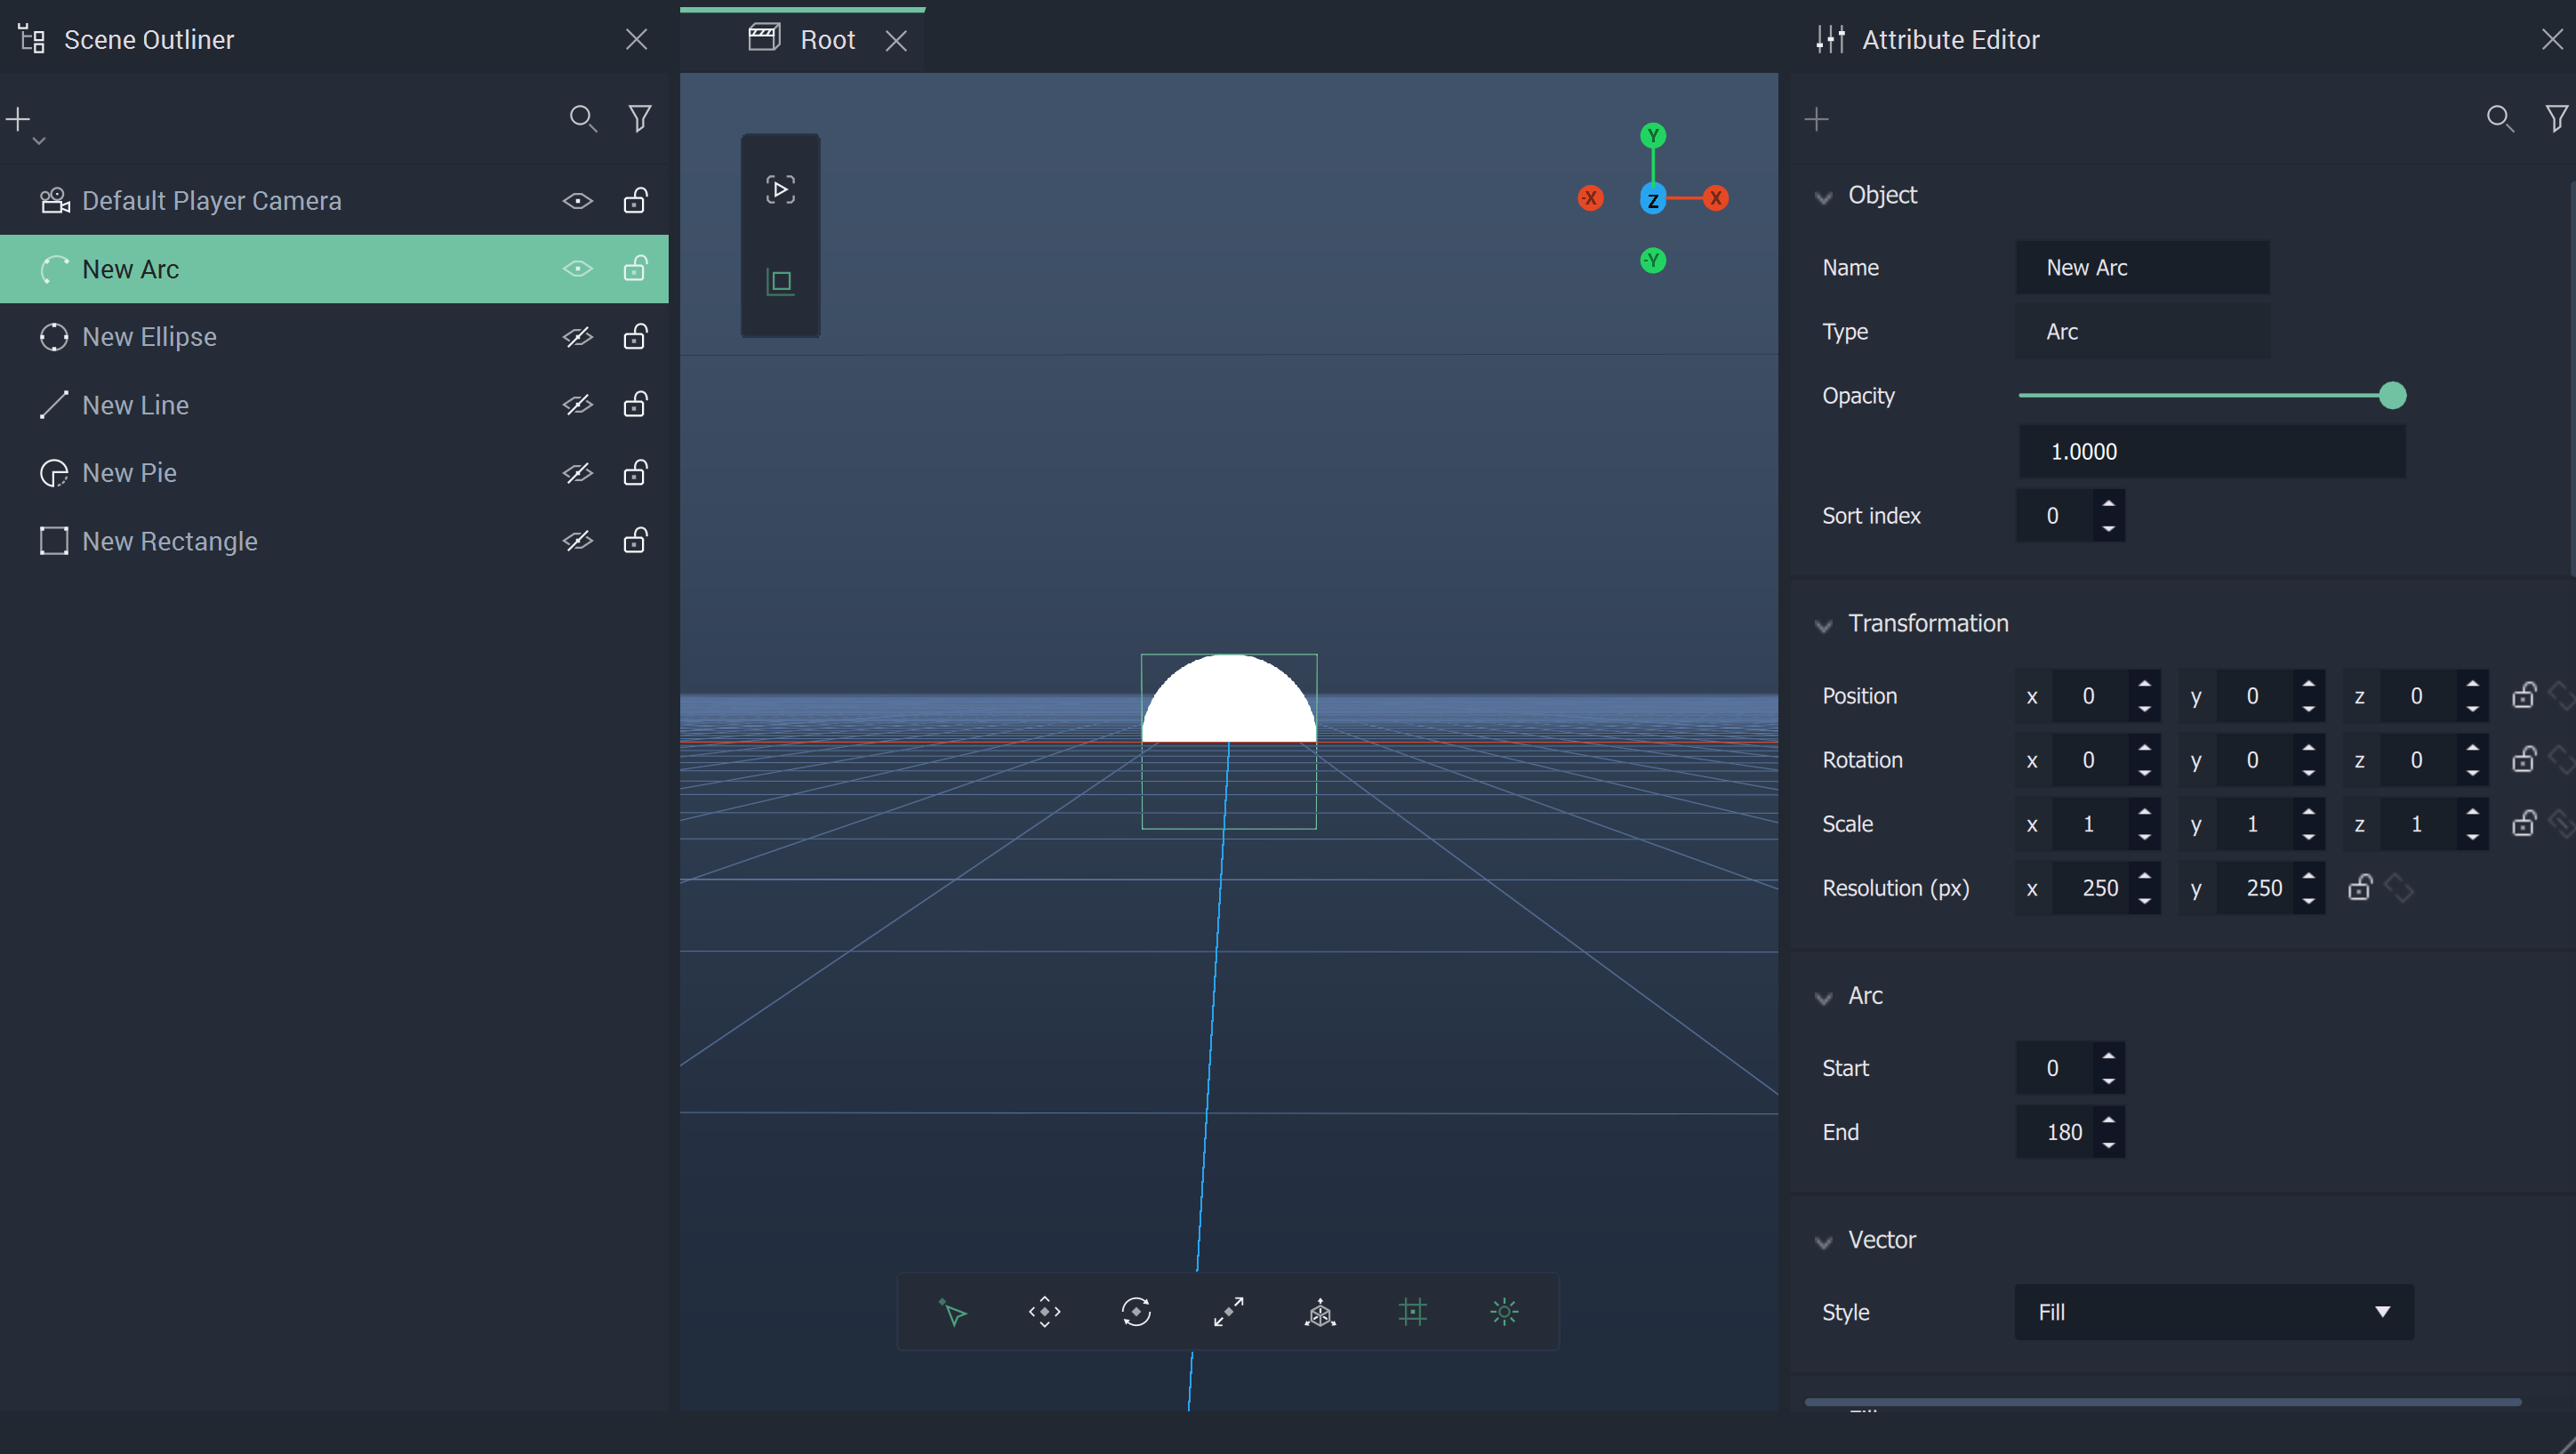 Scene Outliner
Default Player Camera
New Arc
New Ellipse
New Line
New Pie
New Rectangle
Root
Y
-X
Z
X
-Y
Attribute Editor
Object
Name New Arc
Type Arc
Opacity
1.0000
Sort index 0
Transformation
Position x 0 y 0 z 0
Rotation x 0 y 0 z 0
Scale x 1 y 1 z 1
Resolution (px) x 250 y 250
Arc
Start 0
End 180
Vector
Style Fill